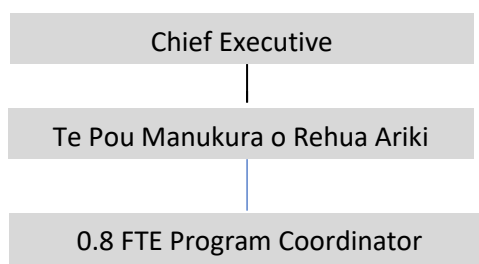 Chief Executive
Te Pou Manukura o Rehua Ariki
0.8 FTE Program Coordinator